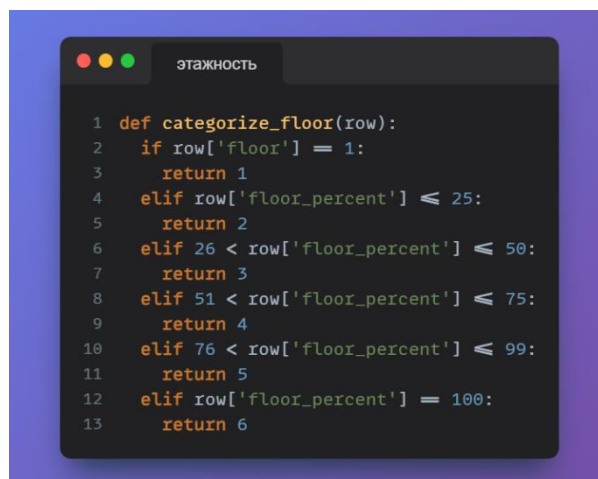 этажность
1 def categorize_floor(row):
2 if row['floor'] == 1:
3 return 1
4 elif row['floor_percent'] <= 25:
5 return 2
6 elif 26 < row['floor_percent'] <= 50:
7 return 3
8 elif 51 < row['floor_percent'] <= 75:
9 return 4
10 elif 76 < row['floor_percent'] <= 99:
11 return 5
12 elif row['floor_percent'] == 100:
13 return 6